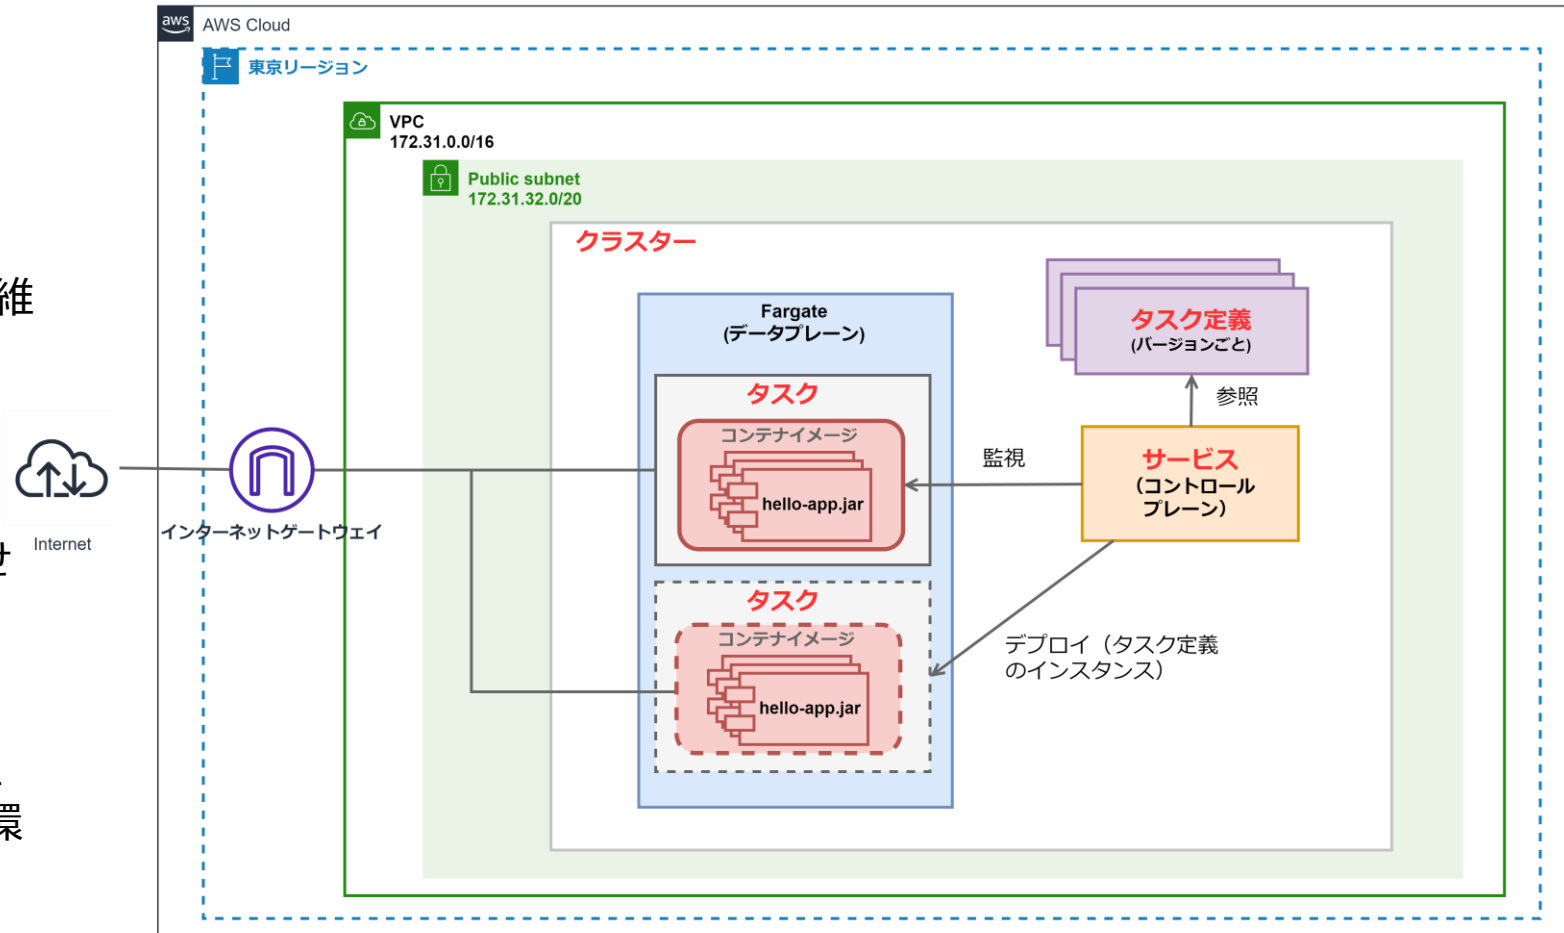 aws
AWS Cloud
東京リージョン
VPC
172.31.0.0/16
Public subnet
172.31.32.0/20
クラスター
維
Fargate
(データプレーン)
タスク定義
(バージョンごと)
参照
タスク
コンテナイメージ
hello-app.jar
監視
サービス
(コントロール
プレーン)
インターネットゲートウェイ
Internet
せ
タスク
コンテナイメージ
hello-app.jar
デプロイ(タスク定義
のインスタンス)
環